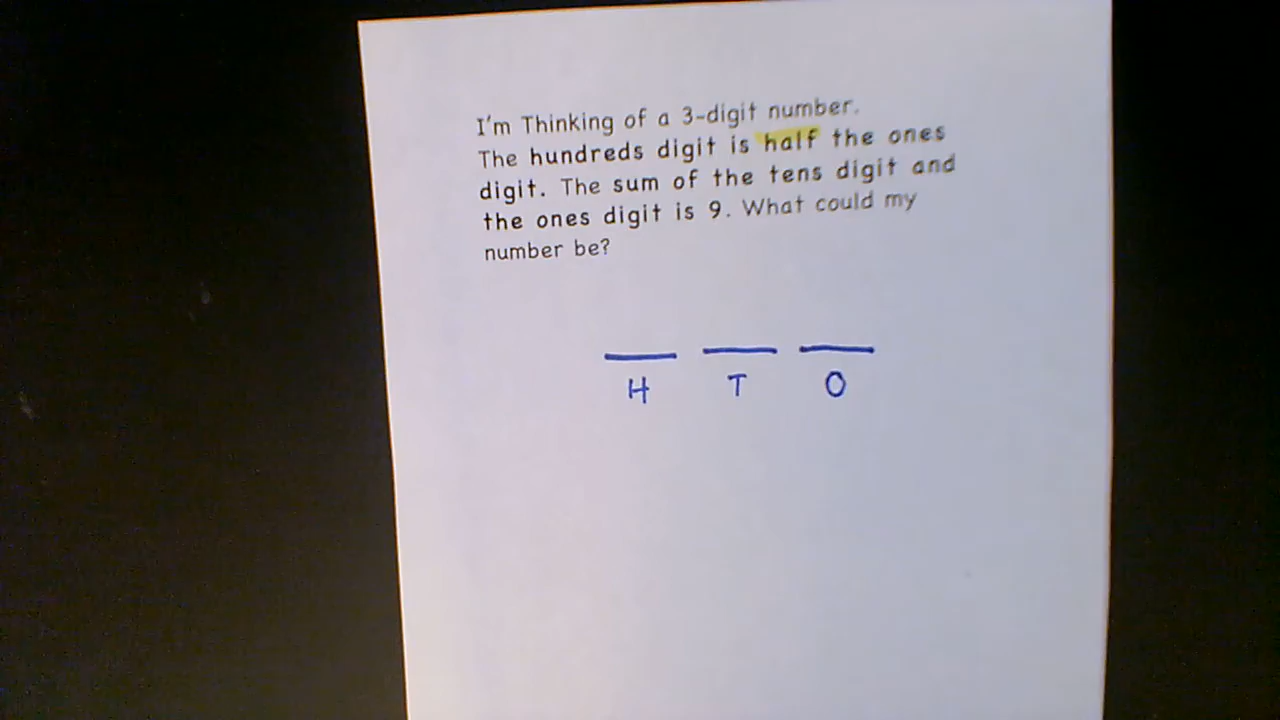 I'm Thinking of a 3-digit number.
The hundreds digit is half the ones
digit. The sum of the tens digit and
the ones digit is 9. What could my
number be?
H T O